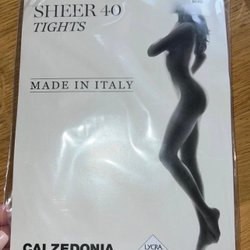 SHEER 40
TIGHTS
MADE IN ITALY
CALZEDONIA
LYCRA